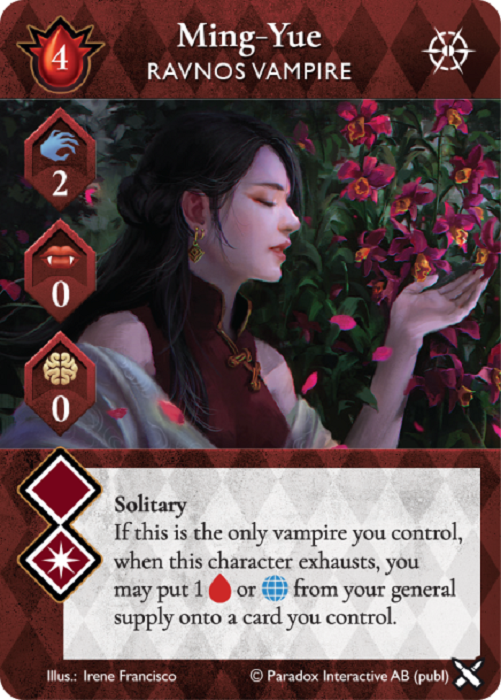 4
Ming-Yue
RAVNOS VAMPIRE
2
0
0
Solitary
If this is the only vampire you control,
when this character exhausts, you
may put 1 or from your general
supply onto a card you control.
Illus.: Irene Francisco © Paradox Interactive AB (publ)